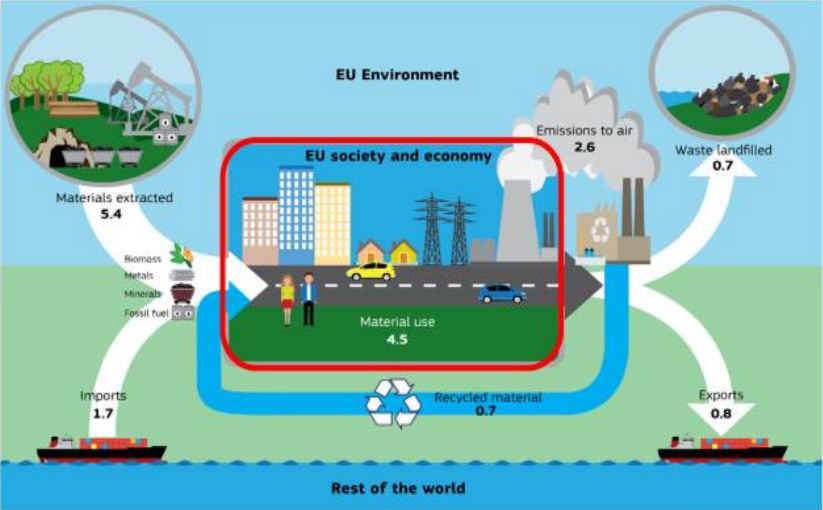 EU Environment
Emissions to air
2.6
EU society and economy
Waste landfilled
0.7
Materials extracted
5.4
Biomass
Metals
Minerals
Fossil fuel
Material use
4.5
Imports
1.7
Recycled material
0.7
Exports
0.8
Rest of the world